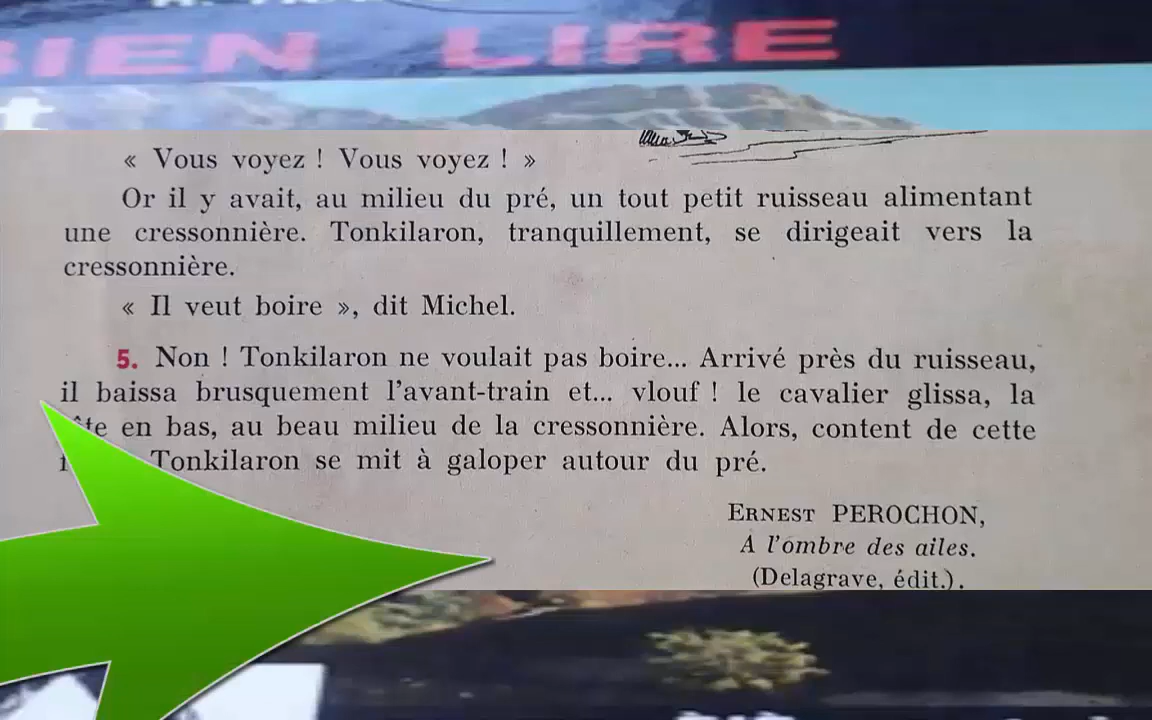 BIEN LIRE
« Vous voyez ! Vous voyez ! »
Or il y avait, au milieu du pré, un tout petit ruisseau alimentant
une cressonnière. Tonkilaron, tranquillement, se dirigeait vers la
cressonnière.
« Il veut boire », dit Michel.
5. Non ! Tonkilaron ne voulait pas boire... Arrivé près du ruisseau,
il baissa brusquement l'avant-train et... vlouf ! le cavalier glissa, la
en bas, au beau milieu de la cressonnière. Alors, content de cette
Tonkilaron se mit à galoper autour du pré.
ERNEST PEROCHON,
A l'ombre des ailes.
(Delagrave, édit.).